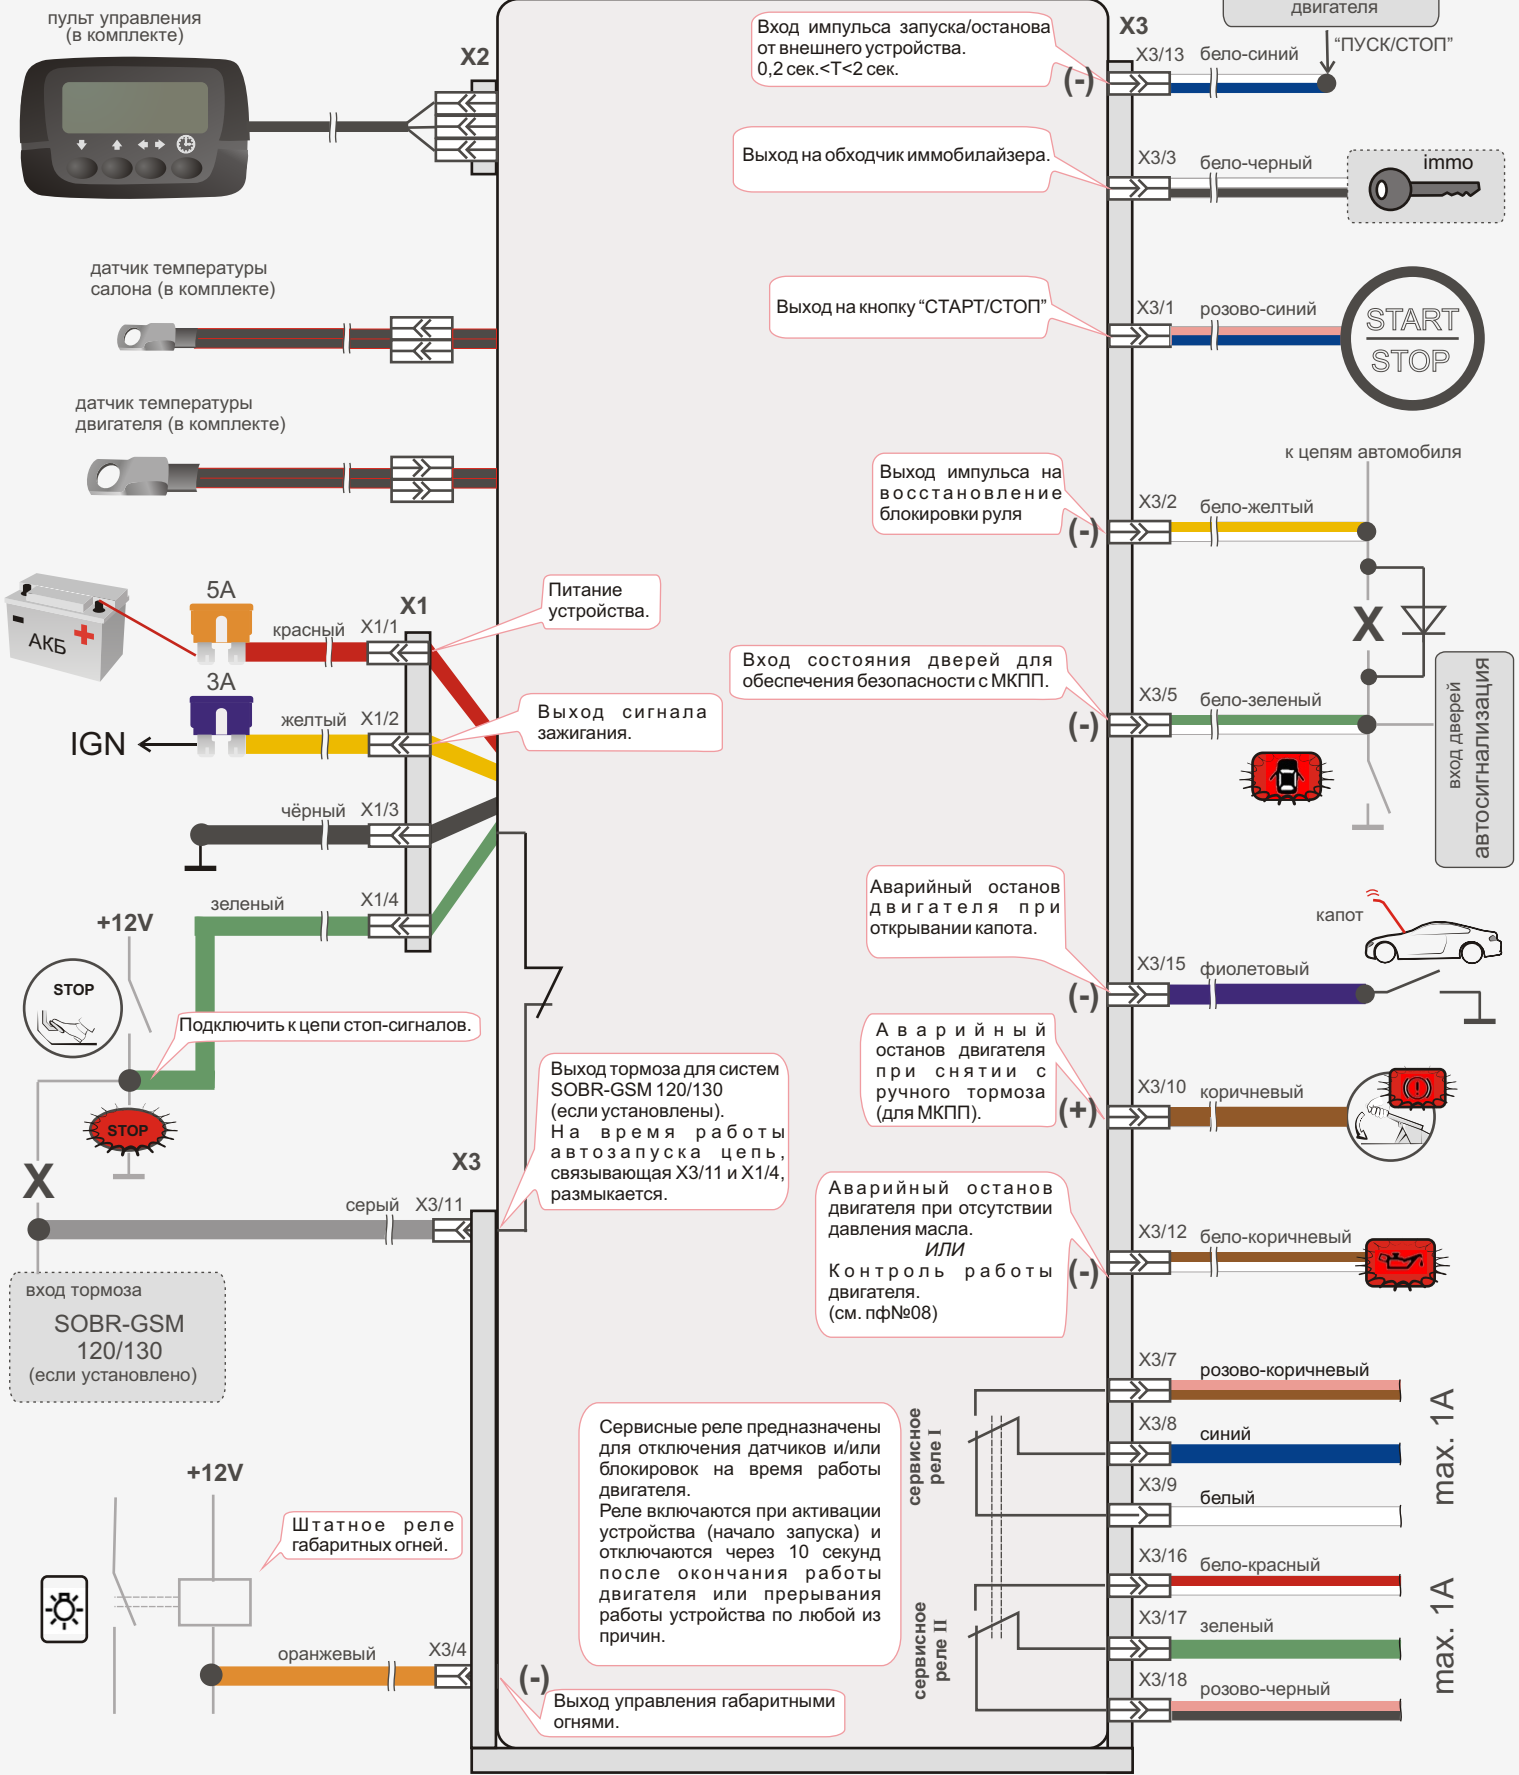 пульт управления
(в комплекте)
X2
датчик температуры
салона (в комплекте)
датчик температуры
двигателя (в комплекте)
АКБ
5A
красный X1/1
X1
3A
желтый X1/2
IGN
чёрный X1/3
зеленый X1/4
+12V
STOP
Подключить к цепи стоп-сигналов.
STOP
X
серый X3/11
X3
вход тормоза
SOBR-GSM
120/130
(если установлено)
+12V
Штатное реле
габаритных огней.
оранжевый X3/4
(-)
Выход управления габаритными
огнями.
Питание
устройства.
Выход сигнала
зажигания.
Выход тормоза для систем
SOBR-GSM 120/130
(если установлены).
На время работы
автозапуска цепь,
связывающая X3/11 и X1/4,
размыкается.
Сервисные реле предназначены
для отключения датчиков и/или
блокировок на время работы
двигателя.
Реле включаются при активации
устройства (начало запуска) и
отключаются через 10 секунд
после окончания работы
двигателя или прерывания
работы устройства по любой из
причин.
Вход импульса запуска/останова
от внешнего устройства.
0,2 сек.<T<2 сек.
(-)
X3
двигателя
“ПУСК/СТОП”
X3/13 бело-синий
Выход на обходчик иммобилайзера.
X3/3 бело-черный
immo
Выход на кнопку “СТАРТ/СТОП”
X3/1 розово-синий
START
STOP
к цепям автомобиля
Выход импульса на
восстановление
блокировки руля
(-)
X3/2 бело-желтый
X
Вход состояния дверей для
обеспечения безопасности с МКПП.
(-)
X3/5 бело-зеленый
вход дверей
автосигнализация
Аварийный останов
двигателя при
открывании капота.
(-)
X3/15 фиолетовый
капот
Аварийный
останов двигателя
при снятии с
ручного тормоза
(для МКПП).
(+)
X3/10 коричневый
Аварийный останов
двигателя при отсутствии
давления масла.
ИЛИ
Контроль работы
двигателя.
(см. пф№08)
(-)
X3/12 бело-коричневый
сервисное
реле I
X3/7 розово-коричневый
X3/8 синий
X3/9 белый
max. 1A
сервисное
реле II
X3/16 бело-красный
X3/17 зеленый
X3/18 розово-черный
max. 1A